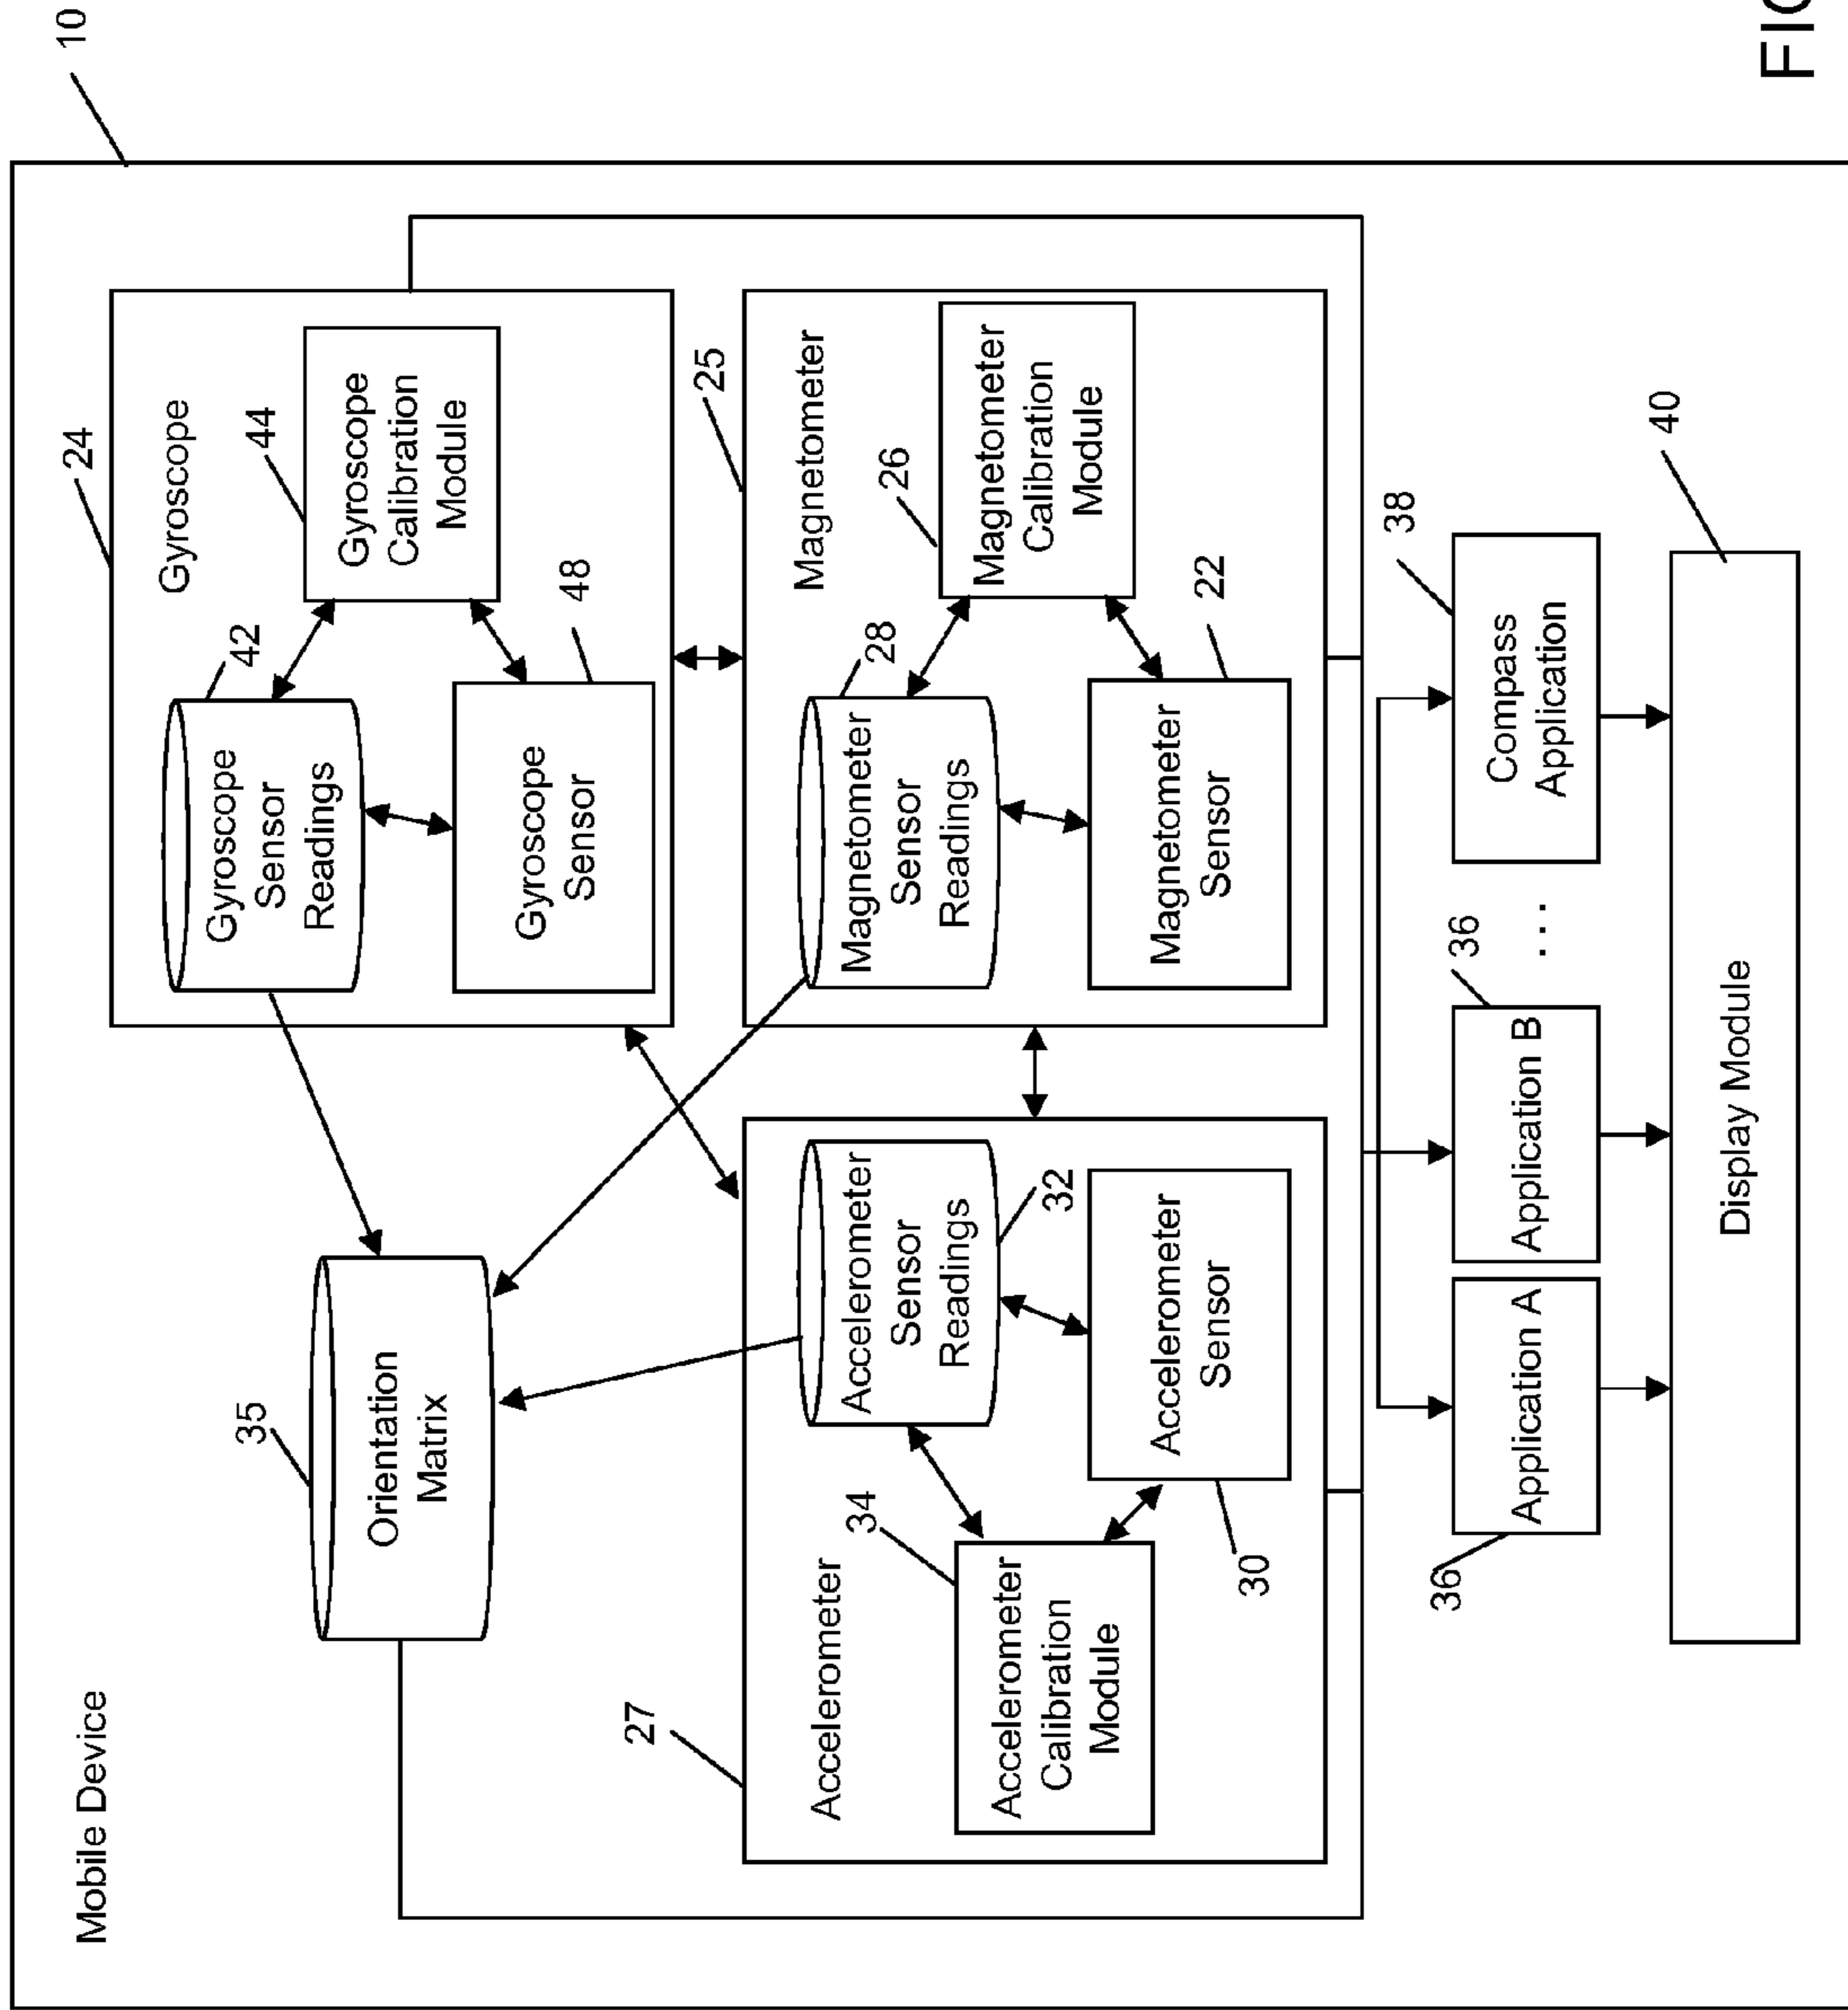 Mobile Device
10
35
Orientation
Matrix
24
Gyroscope
42
Gyroscope
Sensor
Readings
44
Gyroscope
Calibration
Module
48
Gyroscope
Sensor
27
Accelerometer
34
Accelerometer
Calibration
Module
Accelerometer
Sensor
Readings
32
Accelerometer
Sensor
30
25
Magnetometer
28
Magnetometer
Sensor
Readings
26
Magnetometer
Calibration
Module
22
Magnetometer
Sensor
36
Application A
36
Application B
...
38
Compass
Application
40
Display Module